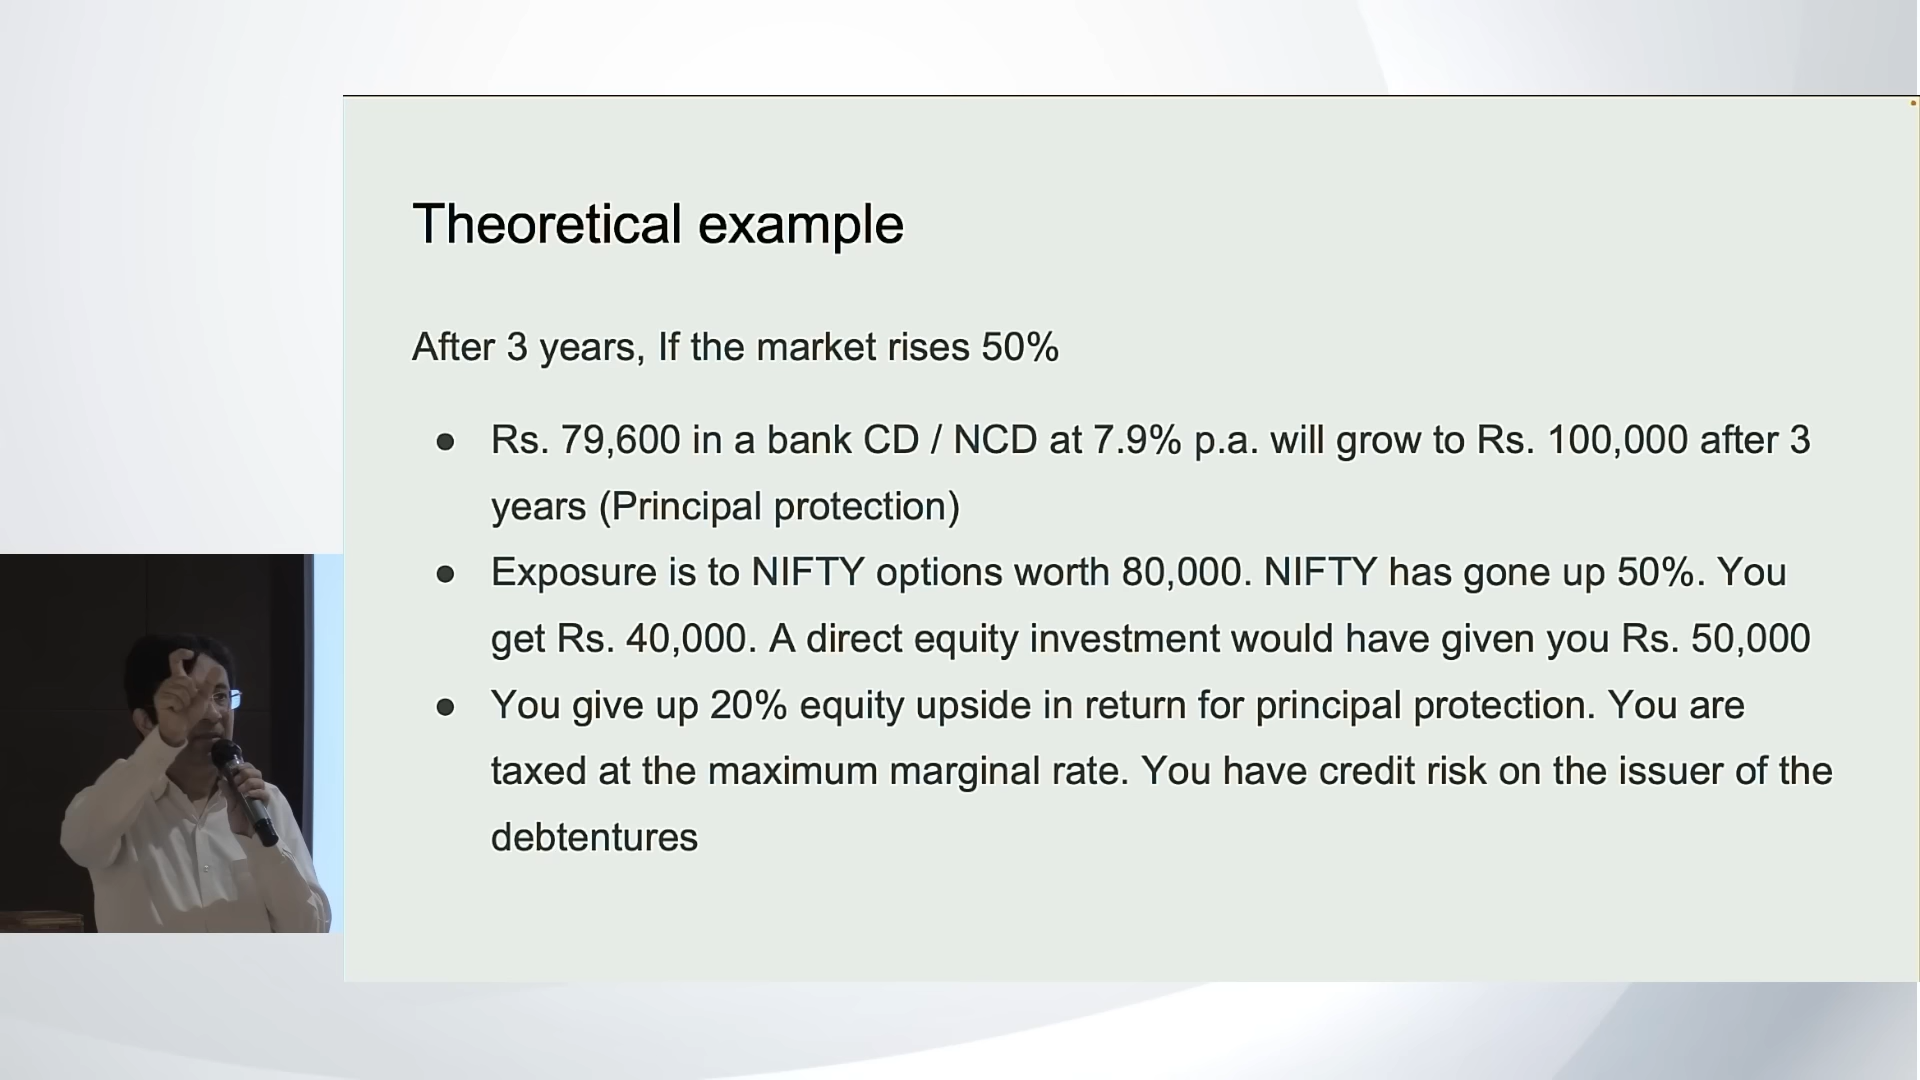 Theoretical example
After 3 years, If the market rises 50%
● Rs. 79,600 in a bank CD / NCD at 7.9% p.a. will grow to Rs. 100,000 after 3
years (Principal protection)
● Exposure is to NIFTY options worth 80,000. NIFTY has gone up 50%. You
get Rs. 40,000. A direct equity investment would have given you Rs. 50,000
● You give up 20% equity upside in return for principal protection. You are
taxed at the maximum marginal rate. You have credit risk on the issuer of the
debtentures